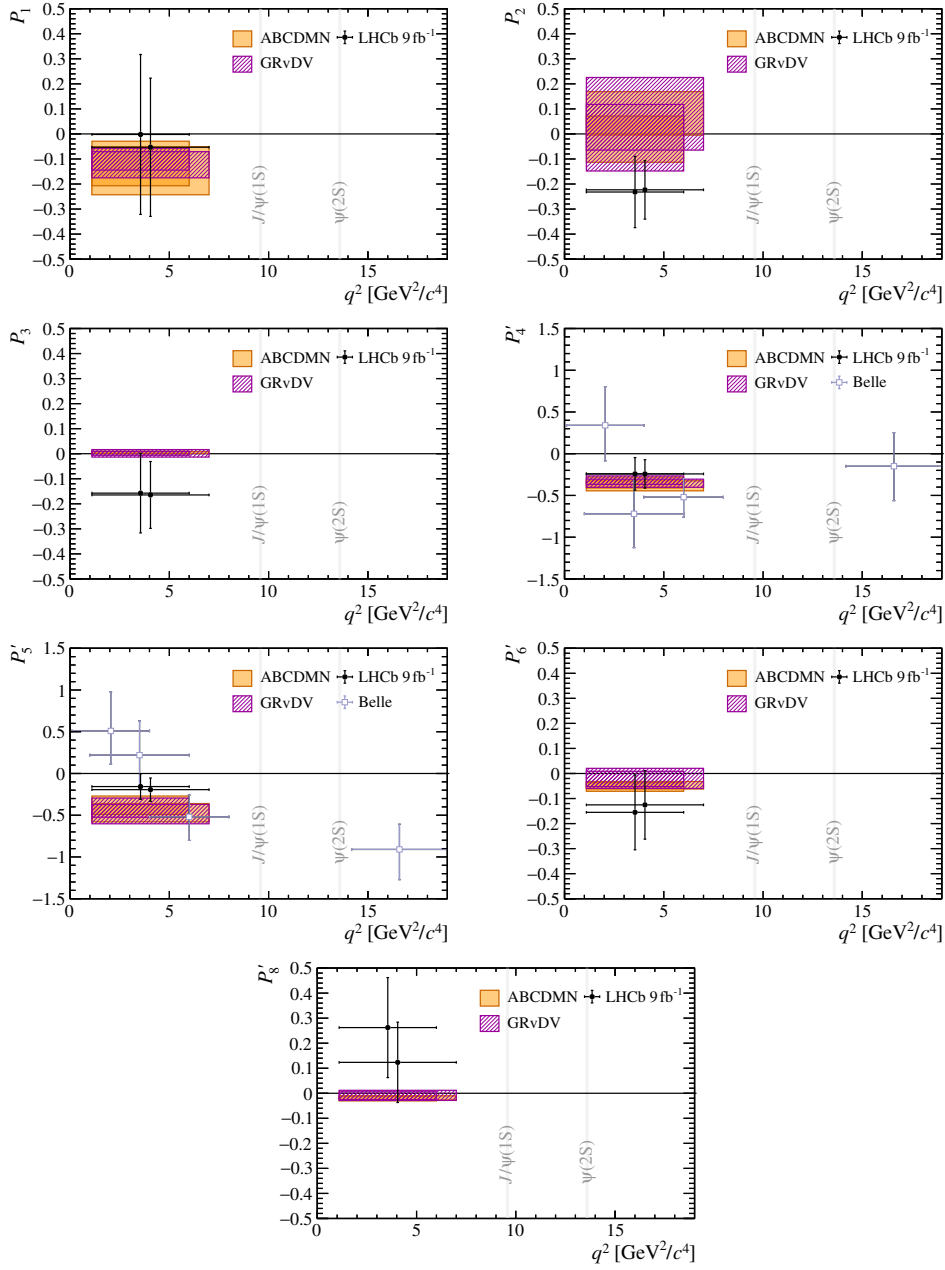 P₁
ABCDMN LHCb 9 fb⁻¹
GRvDV
0.5
0.4
0.3
0.2
0.1
0
−0.1
−0.2
−0.3
−0.4
−0.5
J/ψ(1S)
ψ(2S)
0 5 10 15
q² [GeV²/c⁴]
P₂
ABCDMN LHCb 9 fb⁻¹
GRvDV
0.5
0.4
0.3
0.2
0.1
0
−0.1
−0.2
−0.3
−0.4
−0.5
J/ψ(1S)
ψ(2S)
0 5 10 15
q² [GeV²/c⁴]
P₃
ABCDMN LHCb 9 fb⁻¹
GRvDV
0.5
0.4
0.3
0.2
0.1
0
−0.1
−0.2
−0.3
−0.4
−0.5
J/ψ(1S)
ψ(2S)
0 5 10 15
q² [GeV²/c⁴]
P₄′
ABCDMN LHCb 9 fb⁻¹
GRvDV Belle
1.5
1
0.5
0
−0.5
−1
−1.5
J/ψ(1S)
ψ(2S)
0 5 10 15
q² [GeV²/c⁴]
P₅′
ABCDMN LHCb 9 fb⁻¹
GRvDV Belle
1.5
1
0.5
0
−0.5
−1
−1.5
J/ψ(1S)
ψ(2S)
0 5 10 15
q² [GeV²/c⁴]
P₆′
ABCDMN LHCb 9 fb⁻¹
GRvDV
0.5
0.4
0.3
0.2
0.1
0
−0.1
−0.2
−0.3
−0.4
−0.5
J/ψ(1S)
ψ(2S)
0 5 10 15
q² [GeV²/c⁴]
P₈′
ABCDMN LHCb 9 fb⁻¹
GRvDV
0.5
0.4
0.3
0.2
0.1
0
−0.1
−0.2
−0.3
−0.4
−0.5
J/ψ(1S)
ψ(2S)
0 5 10 15
q² [GeV²/c⁴]